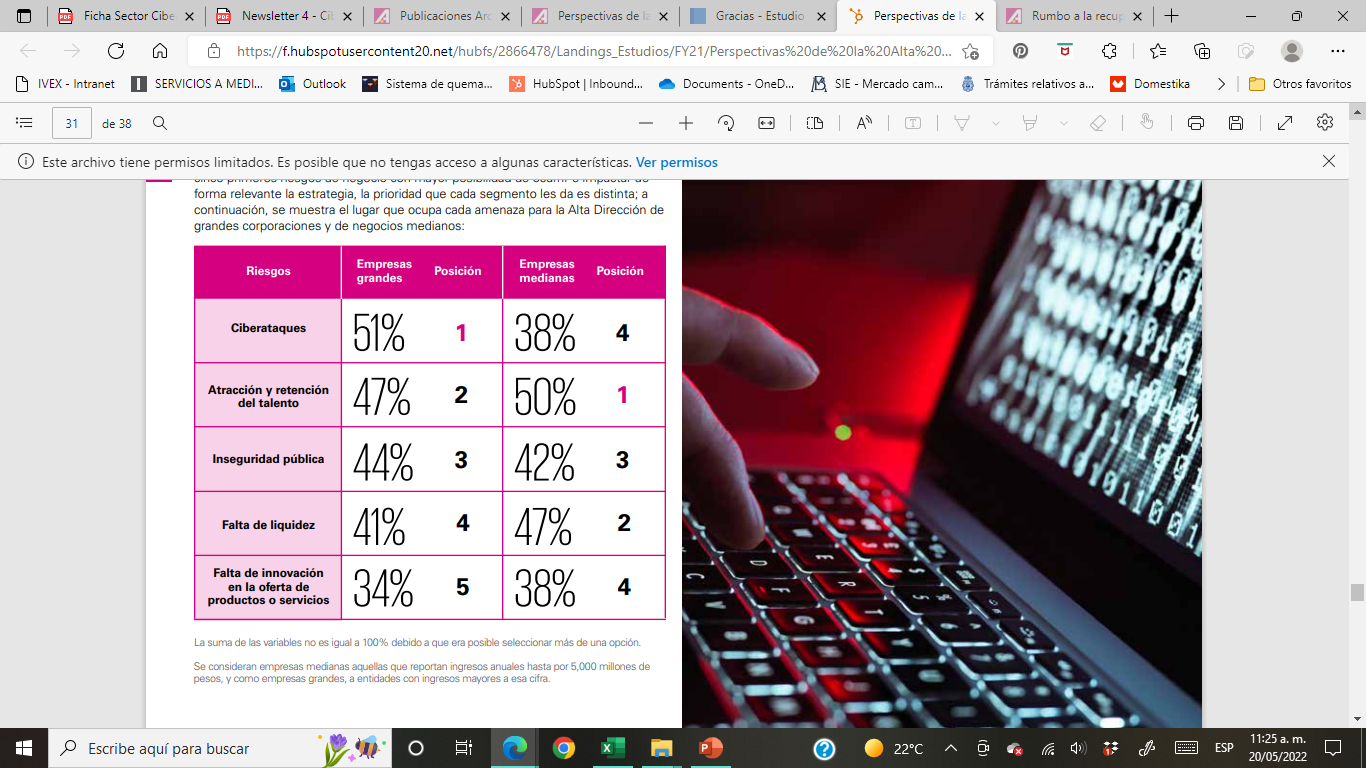 Ficha Sector Cibe
Newsletter 4 - Cib
Publicaciones Arc
Perspectivas de la
Gracias - Estudio
Perspectivas de la
Rumbo a la recup
https://f.hubspotusercontent20.net/hubfs/2866478/Landings_Estudios/FY21/Perspectivas%20de%20la%20Alta%20...
IVEX - Intranet
SERVICIOS A MEDI...
Outlook
Sistema de quema...
HubSpot | Inbound...
Documents - OneD...
SIE - Mercado cam...
Trámites relativos a...
Domestika
Otros favoritos
31 de 38
Este archivo tiene permisos limitados. Es posible que no tengas acceso a algunas características. Ver permisos
forma relevante la estrategia, la prioridad que cada segmento les da es distinta; a
continuación, se muestra el lugar que ocupa cada amenaza para la Alta Dirección de
grandes corporaciones y de negocios medianos:
Riesgos
Empresas
grandes
Posición
Empresas
medianas
Posición
Ciberataques
51% 1 38% 4
Atracción y retención
del talento
47% 2 50% 1
Inseguridad pública
44% 3 42% 3
Falta de liquidez
41% 4 47% 2
Falta de innovación
en la oferta de
productos o servicios
34% 5 38% 4
La suma de las variables no es igual a 100% debido a que era posible seleccionar más de una opción.
Se consideran empresas medianas aquellas que reportan ingresos anuales hasta por 5,000 millones de
pesos, y como empresas grandes, a entidades con ingresos mayores a esa cifra.
Escribe aquí para buscar
22°C
ESP
11:25 a. m.
20/05/2022